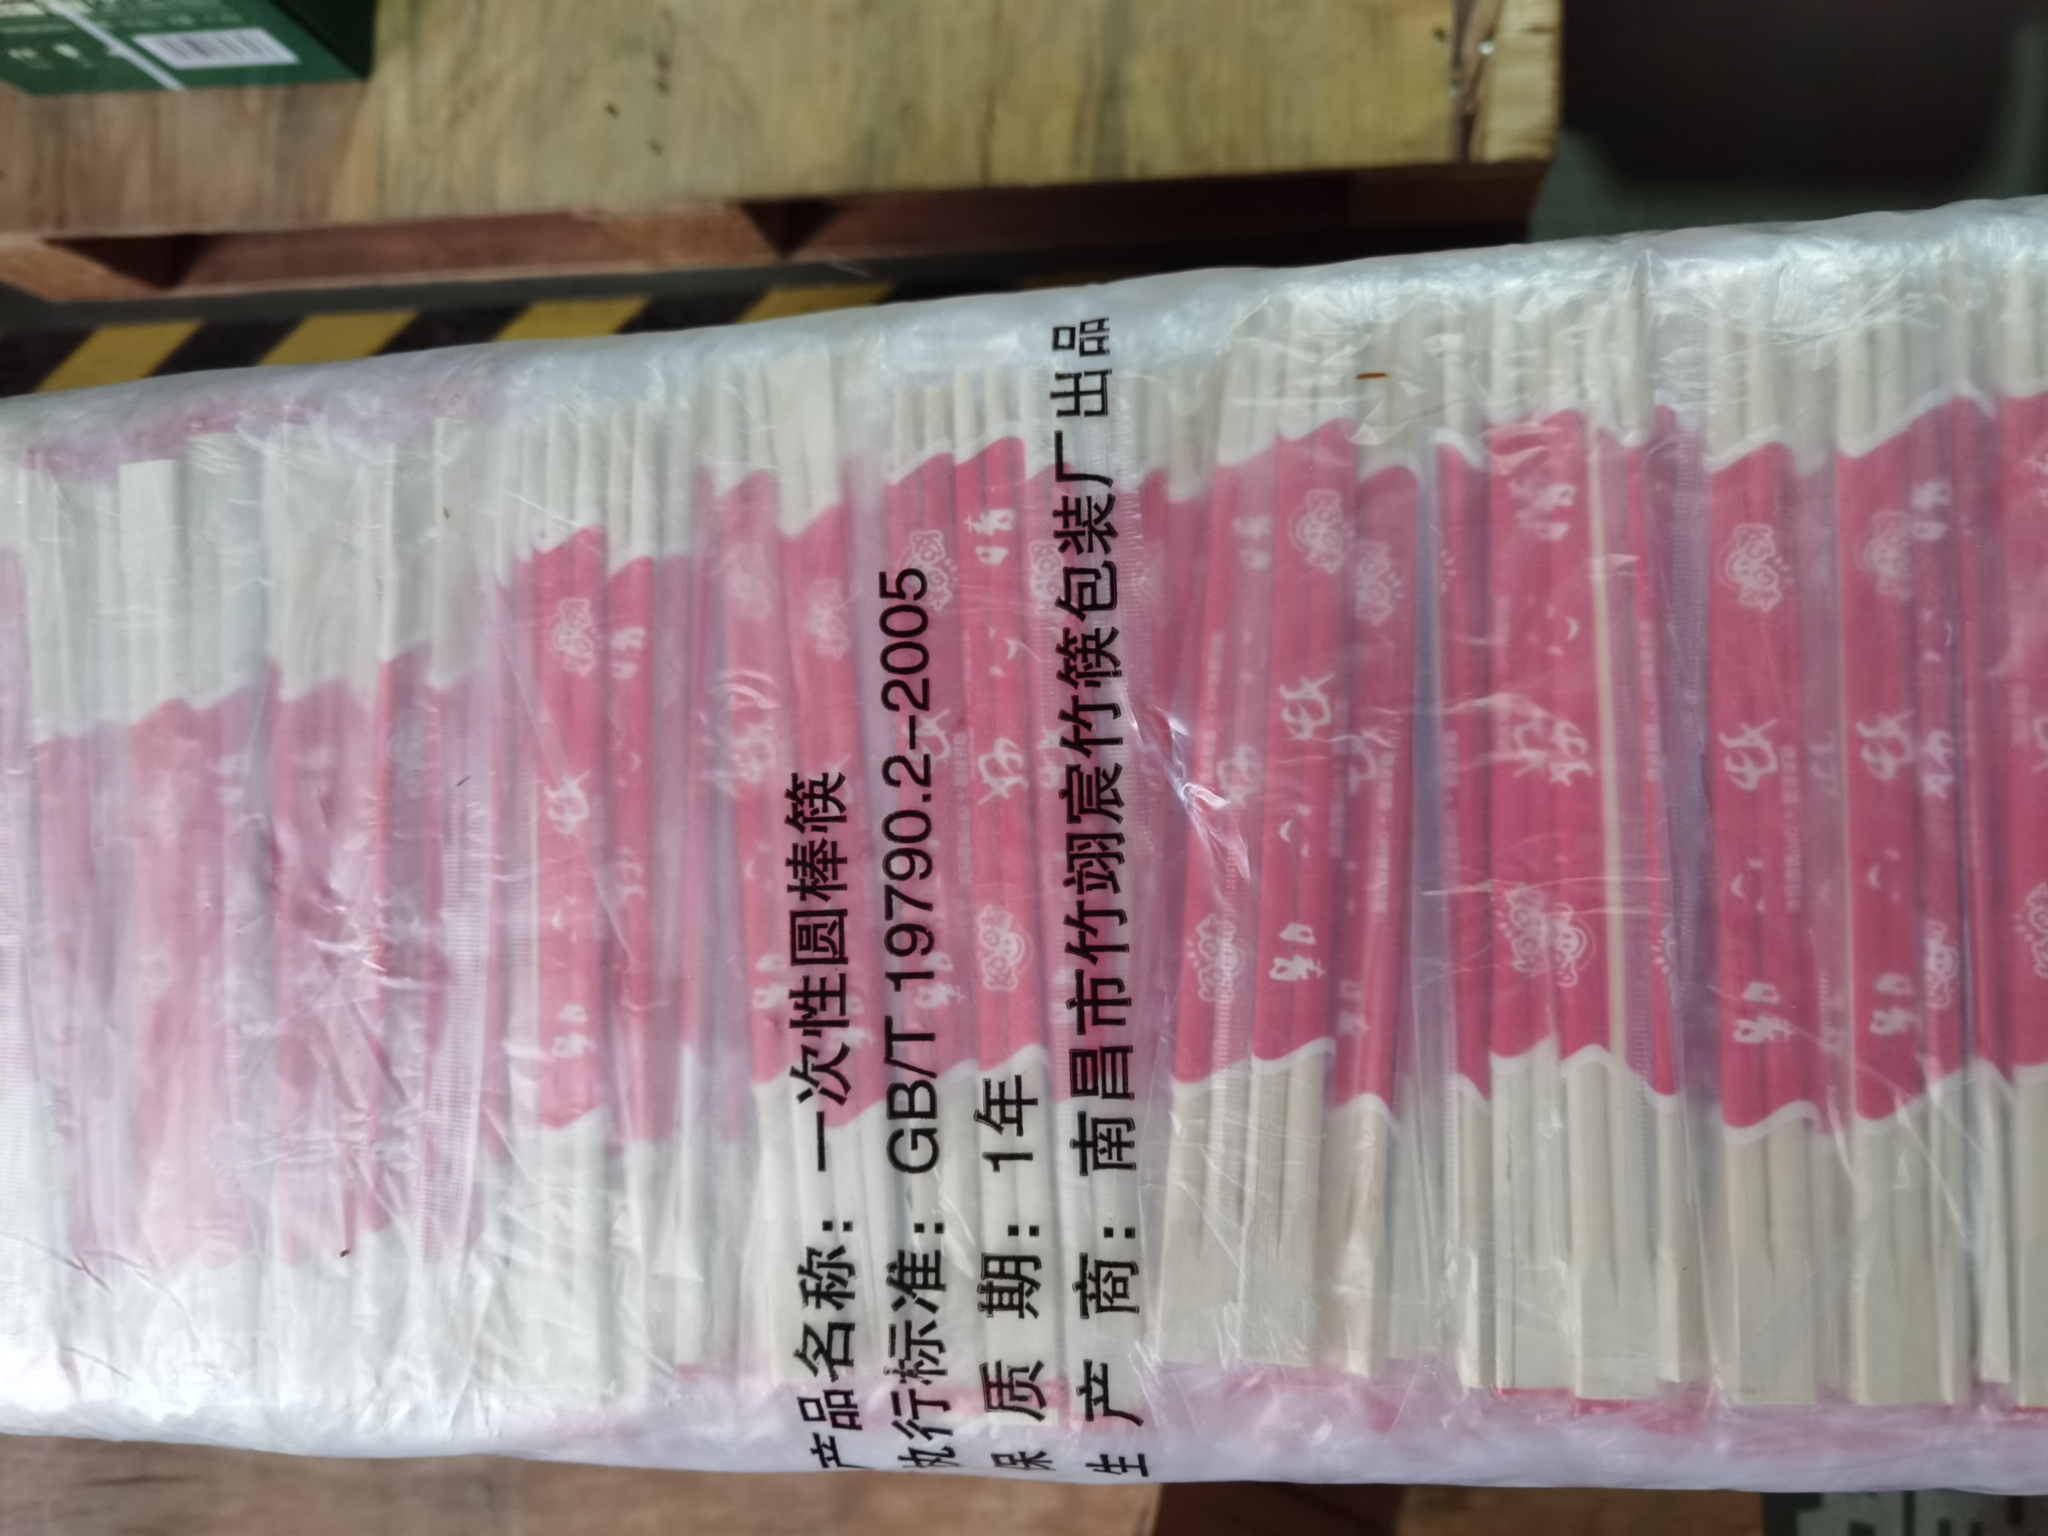 产品名称：一次性圆棒筷
执行标准：GB/T 19790.2-2005
保质期：1年
生产商：南昌市竹翊宸竹筷包装厂出品